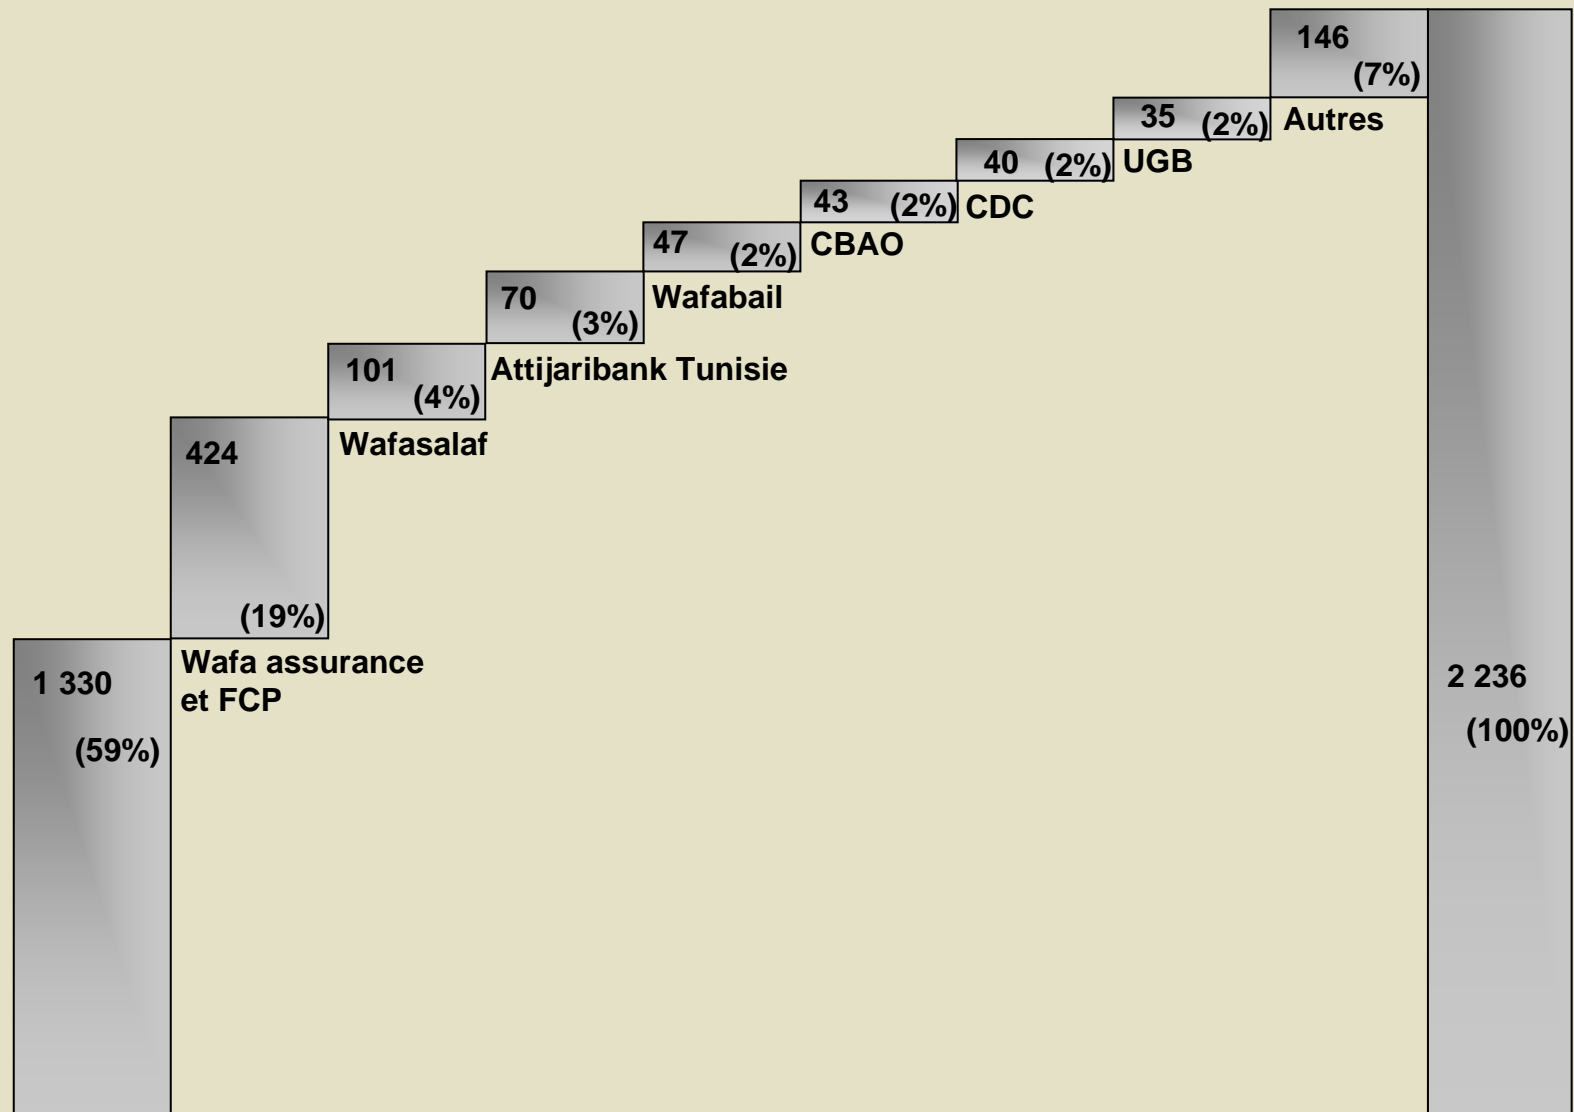 146
(7%)
Autres
35 (2%)
UGB
40 (2%)
CDC
43 (2%)
CBAO
47 (2%)
Wafabail
70
(3%)
Attijaribank Tunisie
101
(4%)
Wafasalaf
424
(19%)
Wafa assurance
et FCP
1 330
(59%)
2 236
(100%)